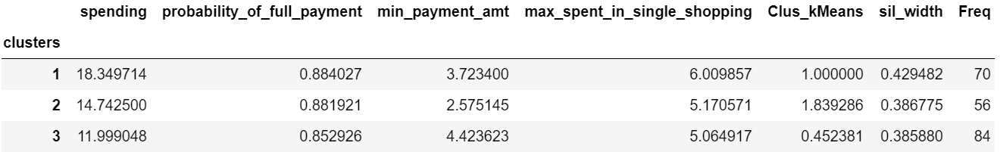 spending probability_of_full_payment min_payment_amt max_spent_in_single_shopping Clus_kMeans sil_width Freq
clusters
1 18.349714 0.884027 3.723400 6.009857 1.000000 0.429482 70
2 14.742500 0.881921 2.575145 5.170571 1.839286 0.386775 56
3 11.999048 0.852926 4.423623 5.064917 0.452381 0.385880 84